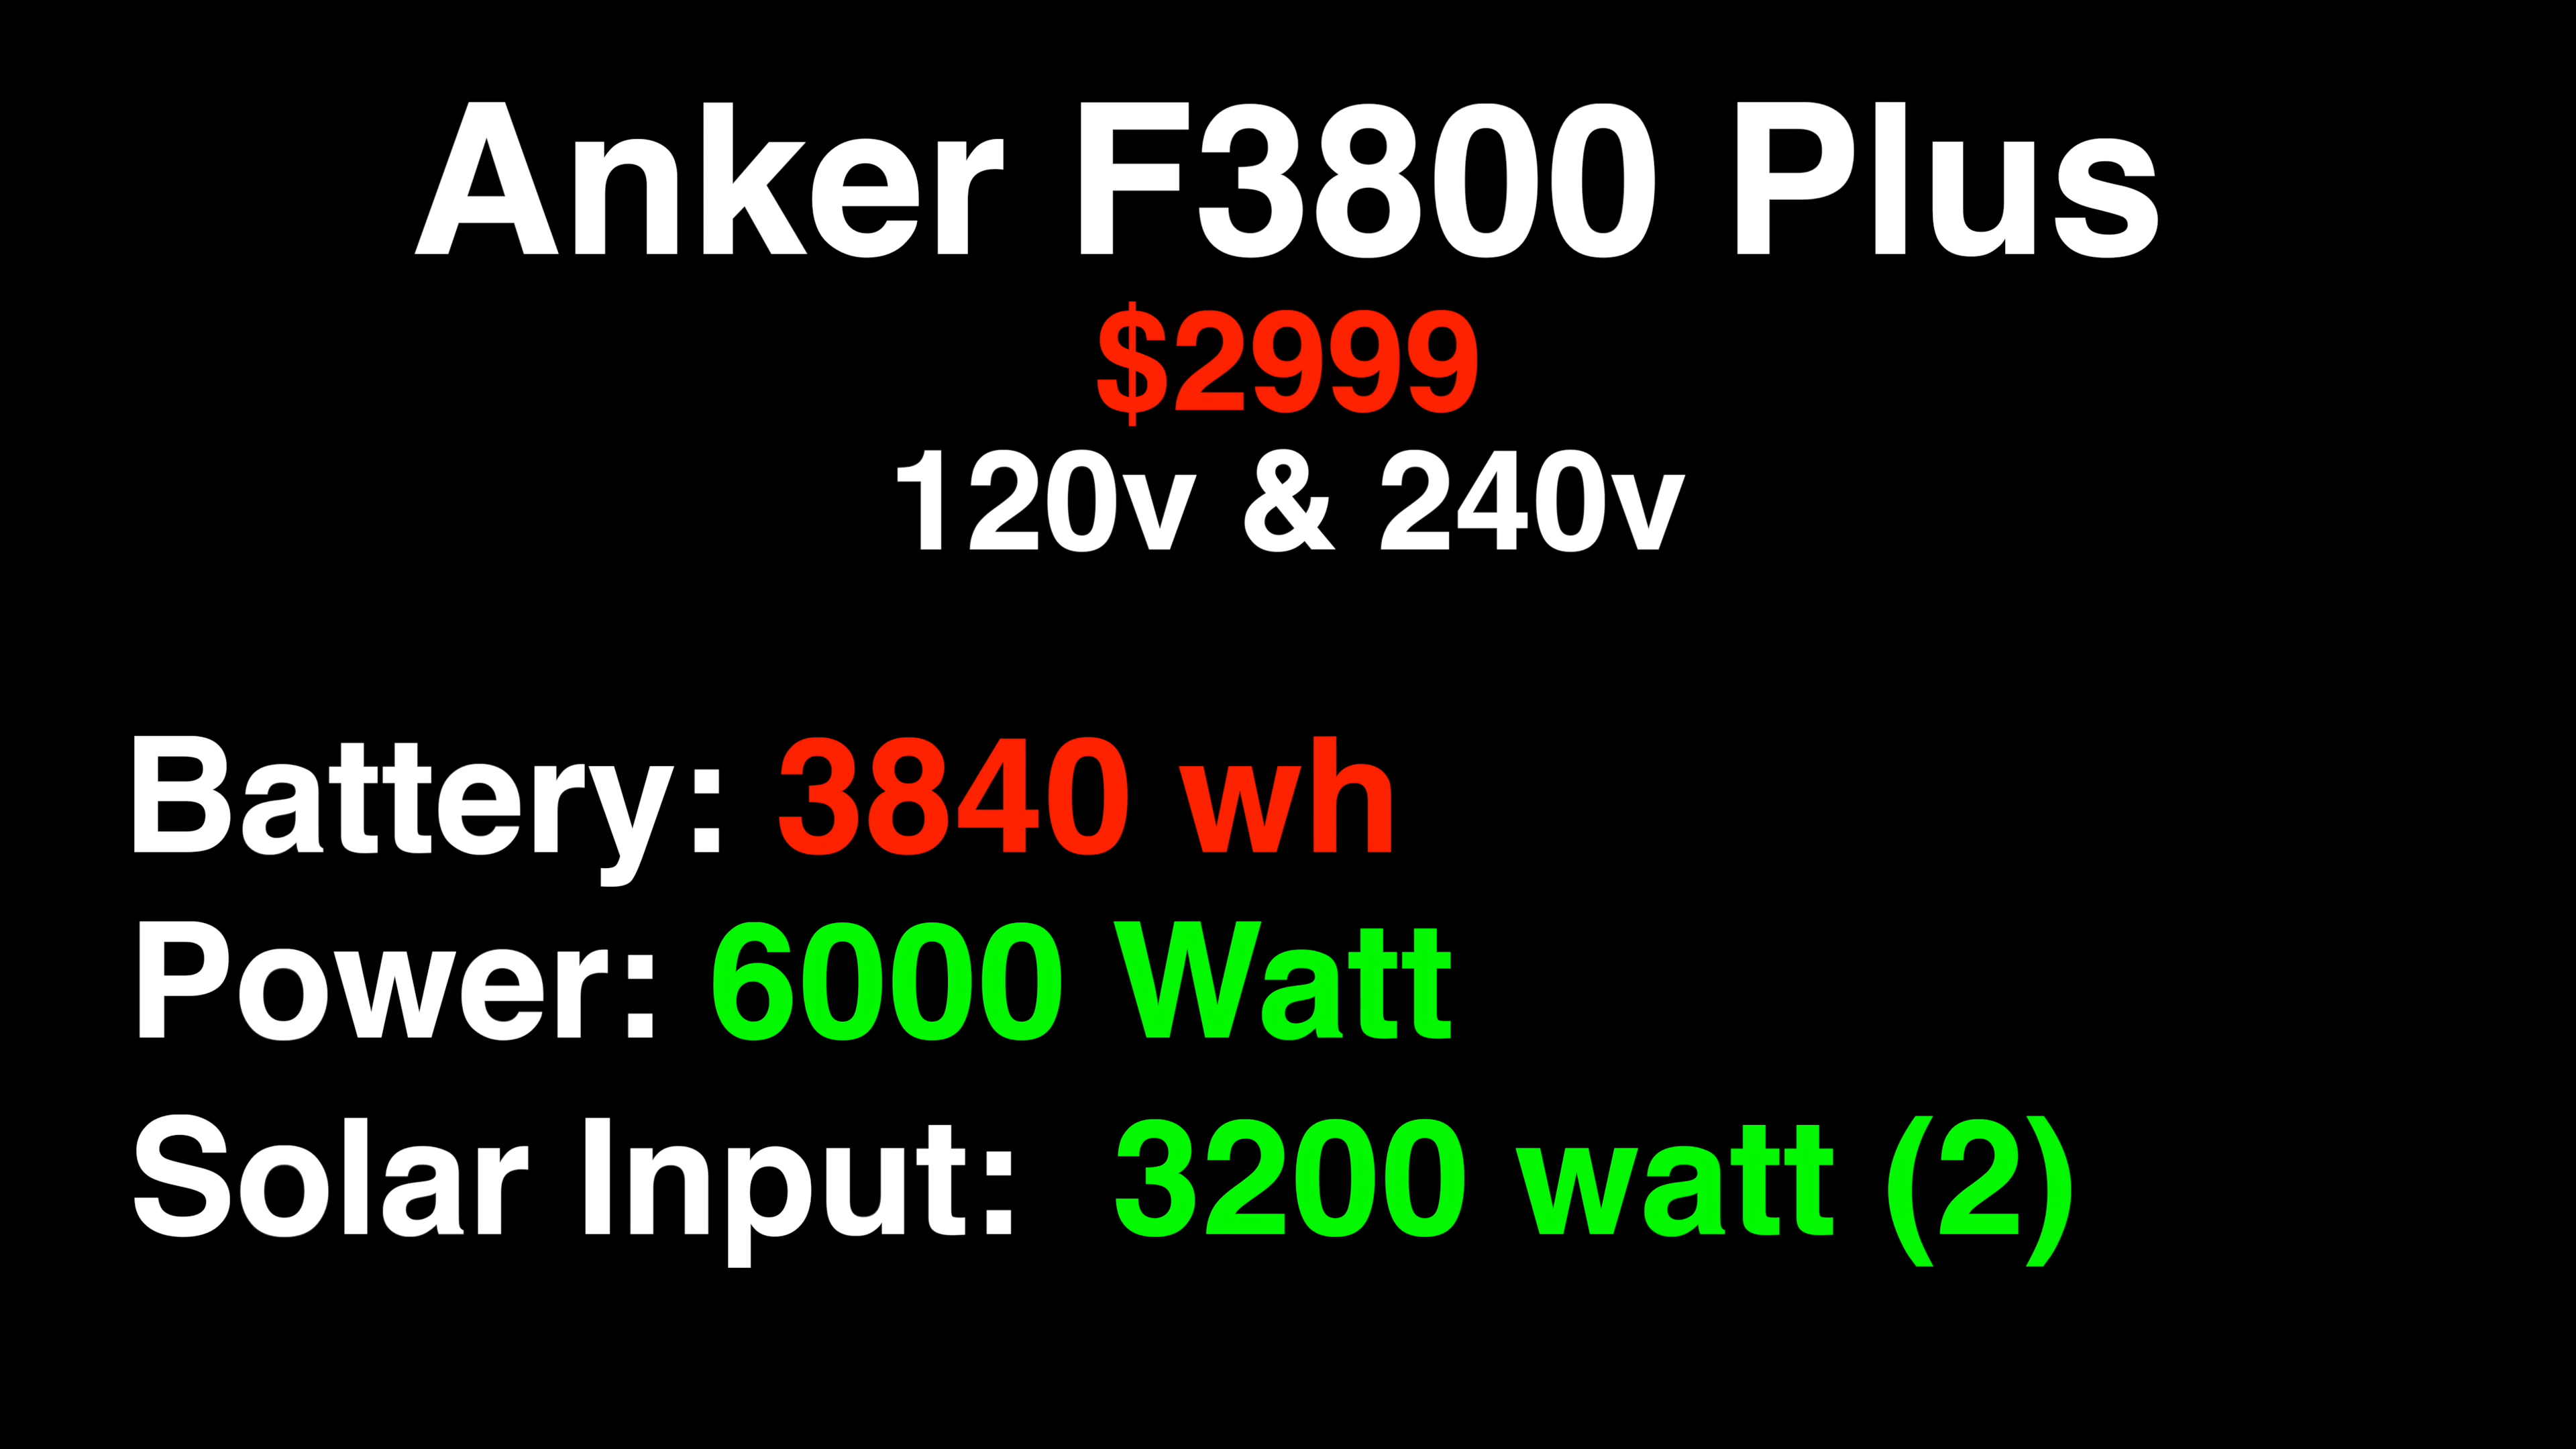 Anker F3800 Plus
$2999
120v & 240v
Battery: 3840 wh
Power: 6000 Watt
Solar Input: 3200 watt (2)